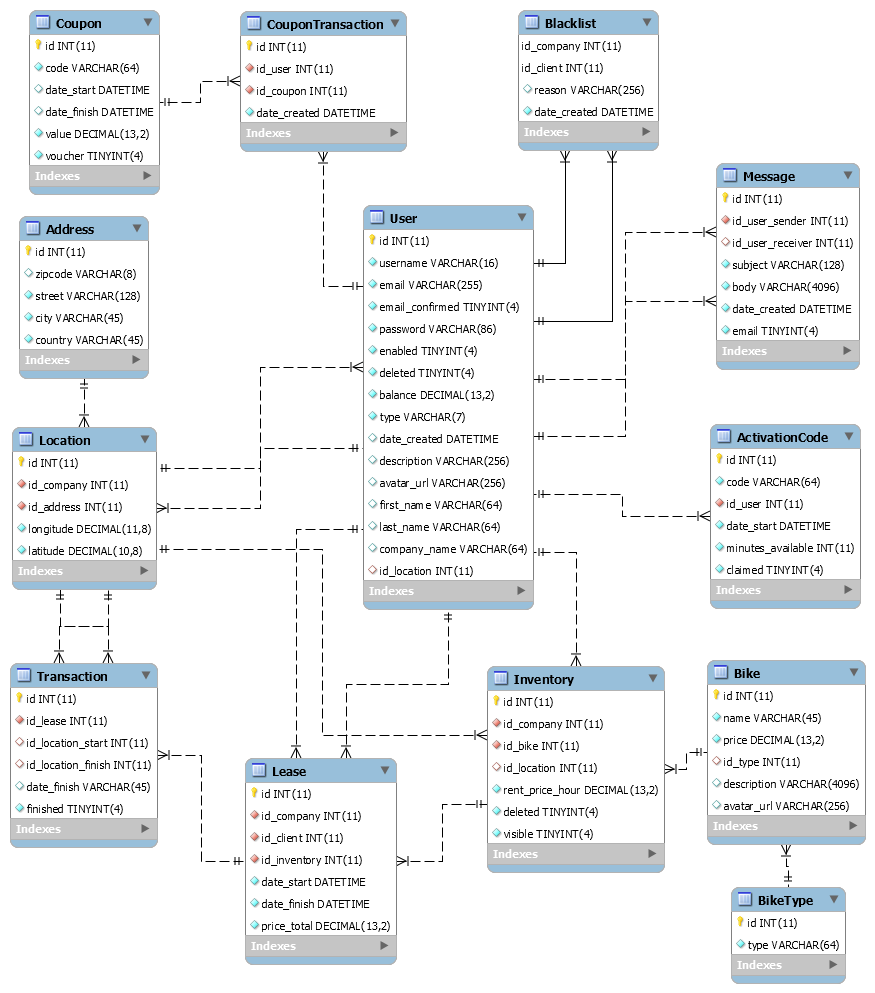 Coupon
id INT(11)
code VARCHAR(64)
date_start DATETIME
date_finish DATETIME
value DECIMAL(13,2)
voucher TINYINT(4)
Indexes
CouponTransaction
id INT(11)
id_user INT(11)
id_coupon INT(11)
date_created DATETIME
Indexes
Blacklist
id_company INT(11)
id_client INT(11)
reason VARCHAR(256)
date_created DATETIME
Indexes
Message
id INT(11)
id_user_sender INT(11)
id_user_receiver INT(11)
subject VARCHAR(128)
body VARCHAR(4096)
date_created DATETIME
email TINYINT(4)
Indexes
Address
id INT(11)
zipcode VARCHAR(8)
street VARCHAR(128)
city VARCHAR(45)
country VARCHAR(45)
Indexes
User
id INT(11)
username VARCHAR(16)
email VARCHAR(255)
email_confirmed TINYINT(4)
password VARCHAR(86)
enabled TINYINT(4)
deleted TINYINT(4)
balance DECIMAL(13,2)
type VARCHAR(7)
date_created DATETIME
description VARCHAR(256)
avatar_url VARCHAR(256)
first_name VARCHAR(64)
last_name VARCHAR(64)
company_name VARCHAR(64)
id_location INT(11)
Indexes
Location
id INT(11)
id_company INT(11)
id_address INT(11)
longitude DECIMAL(11,8)
latitude DECIMAL(10,8)
Indexes
ActivationCode
id INT(11)
code VARCHAR(64)
id_user INT(11)
date_start DATETIME
minutes_available INT(11)
claimed TINYINT(4)
Indexes
Transaction
id INT(11)
id_lease INT(11)
id_location_start INT(11)
id_location_finish INT(11)
date_finish VARCHAR(45)
finished TINYINT(4)
Indexes
Lease
id INT(11)
id_company INT(11)
id_client INT(11)
id_inventory INT(11)
date_start DATETIME
date_finish DATETIME
price_total DECIMAL(13,2)
Indexes
Inventory
id INT(11)
id_company INT(11)
id_bike INT(11)
id_location INT(11)
rent_price_hour DECIMAL(13,2)
deleted TINYINT(4)
visible TINYINT(4)
Indexes
Bike
id INT(11)
name VARCHAR(45)
price DECIMAL(13,2)
id_type INT(11)
description VARCHAR(4096)
avatar_url VARCHAR(256)
Indexes
BikeType
id INT(11)
type VARCHAR(64)
Indexes